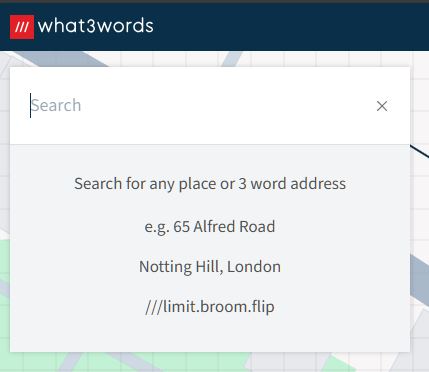 /// what3words
Search
Search for any place or 3 word address
e.g. 65 Alfred Road
Notting Hill, London
///limit.broom.flip